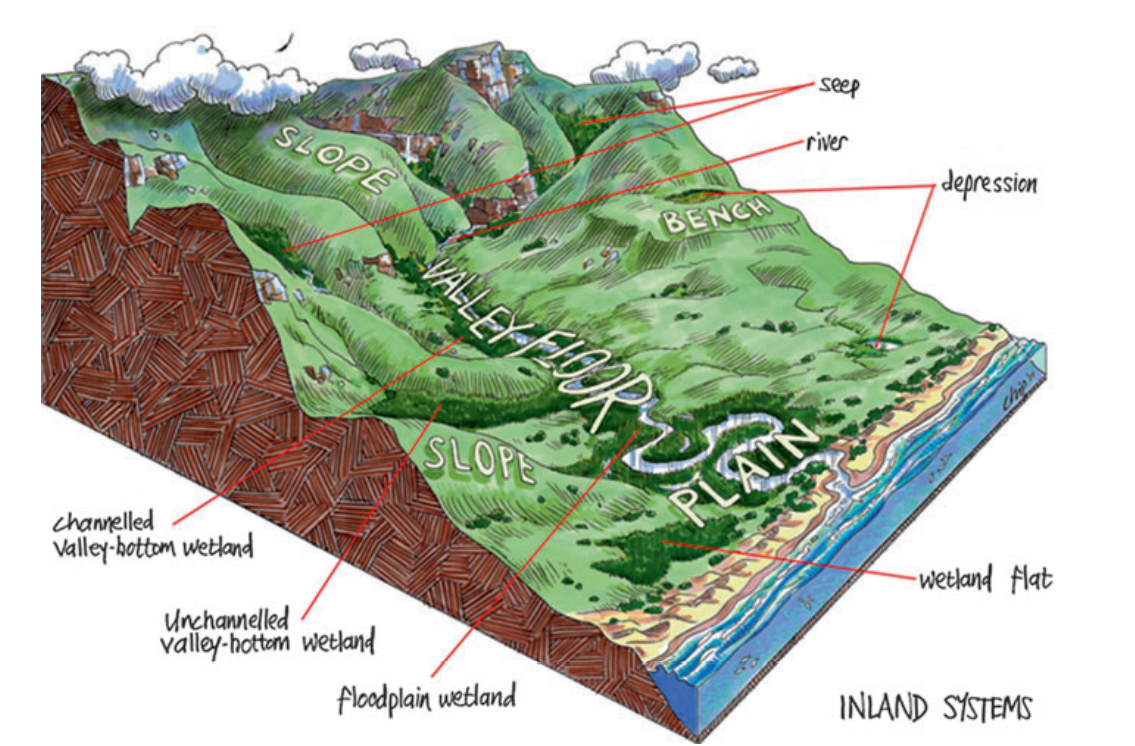 seep
river
depression
SLOPE
BENCH
VALLEY FLOOR
SLOPE
PLAIN
channelled
valley-bottom wetland
Unchannelled
valley-bottom wetland
floodplain wetland
wetland flat
INLAND SYSTEMS